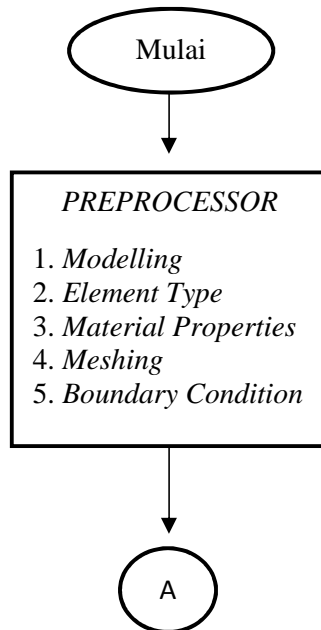 Mulai
PREPROCESSOR
1. Modelling
2. Element Type
3. Material Properties
4. Meshing
5. Boundary Condition
A